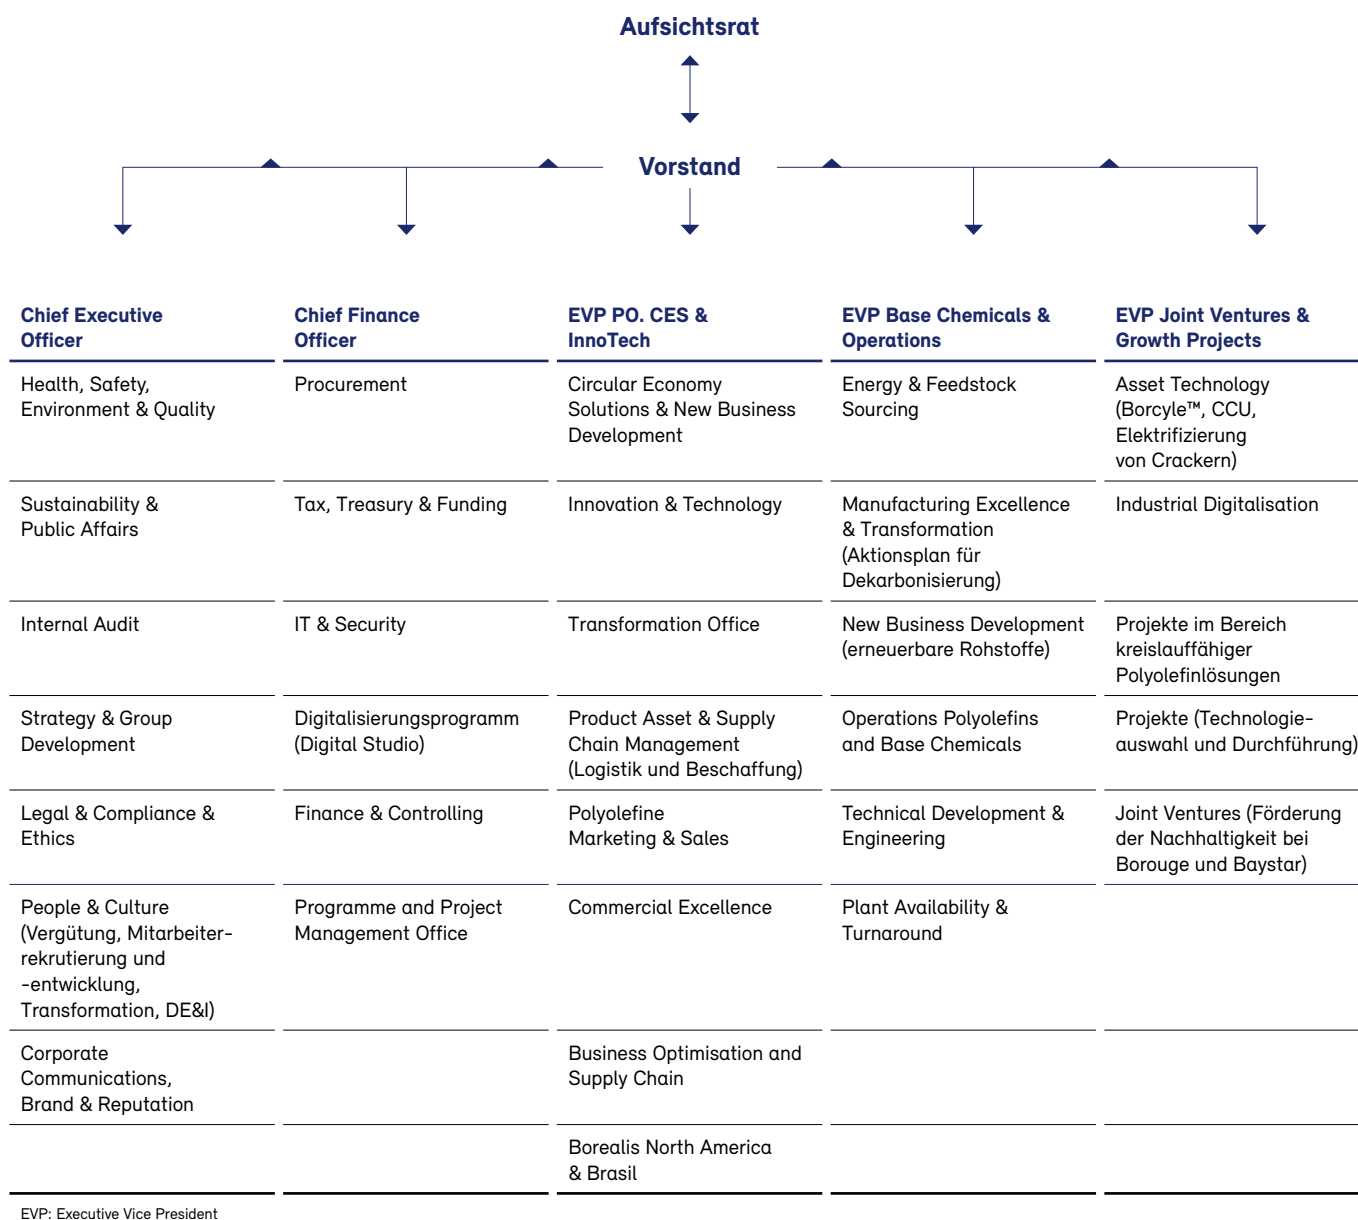 Aufsichtsrat
Vorstand
Chief Executive
Officer
Chief Finance
Officer
EVP PO. CES &
InnoTech
EVP Base Chemicals &
Operations
EVP Joint Ventures &
Growth Projects
Health, Safety,
Environment & Quality
Procurement
Circular Economy
Solutions & New Business
Development
Energy & Feedstock
Sourcing
Asset Technology
(Borcyle™, CCU,
Elektrifizierung
von Crackern)
Sustainability &
Public Affairs
Tax, Treasury & Funding
Innovation & Technology
Manufacturing Excellence
& Transformation
(Aktionsplan für
Dekarbonisierung)
Industrial Digitalisation
Internal Audit
IT & Security
Transformation Office
New Business Development
(erneuerbare Rohstoffe)
Projekte im Bereich
kreislauffähiger
Polyolefinlösungen
Strategy & Group
Development
Digitalisierungsprogramm
(Digital Studio)
Product Asset & Supply
Chain Management
(Logistik und Beschaffung)
Operations Polyolefins
and Base Chemicals
Projekte (Technologie-
auswahl und Durchführung)
Legal & Compliance &
Ethics
Finance & Controlling
Polyolefine
Marketing & Sales
Technical Development &
Engineering
Joint Ventures (Förderung
der Nachhaltigkeit bei
Borouge und Baystar)
People & Culture
(Vergütung, Mitarbeiter-
rekrutierung und
-entwicklung,
Transformation, DE&I)
Programme and Project
Management Office
Commercial Excellence
Plant Availability &
Turnaround
Corporate
Communications,
Brand & Reputation
Business Optimisation and
Supply Chain
Borealis North America
& Brasil
EVP: Executive Vice President